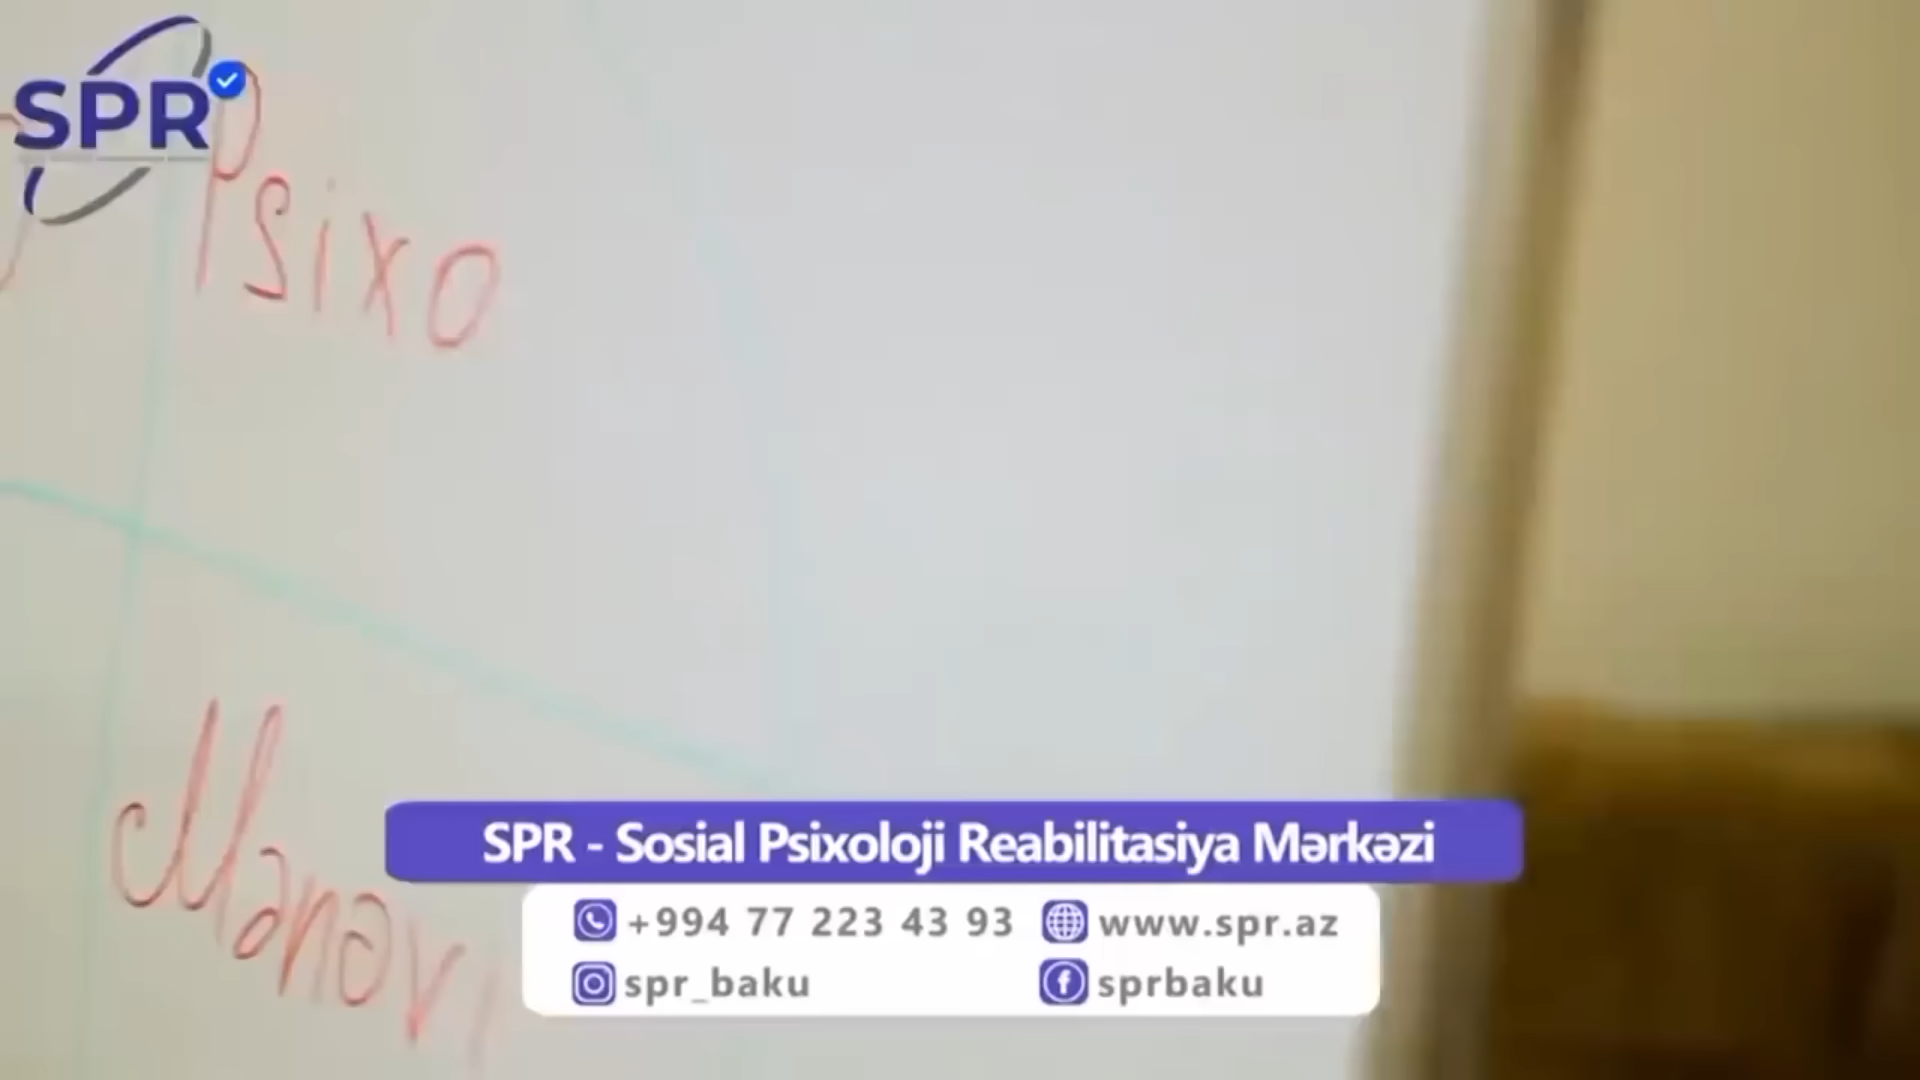 SPR
Psixo
Mənəvi
SPR - Sosial Psixoloji Reabilitasiya Mərkəzi
+994 77 223 43 93
www.spr.az
spr_baku
sprbaku